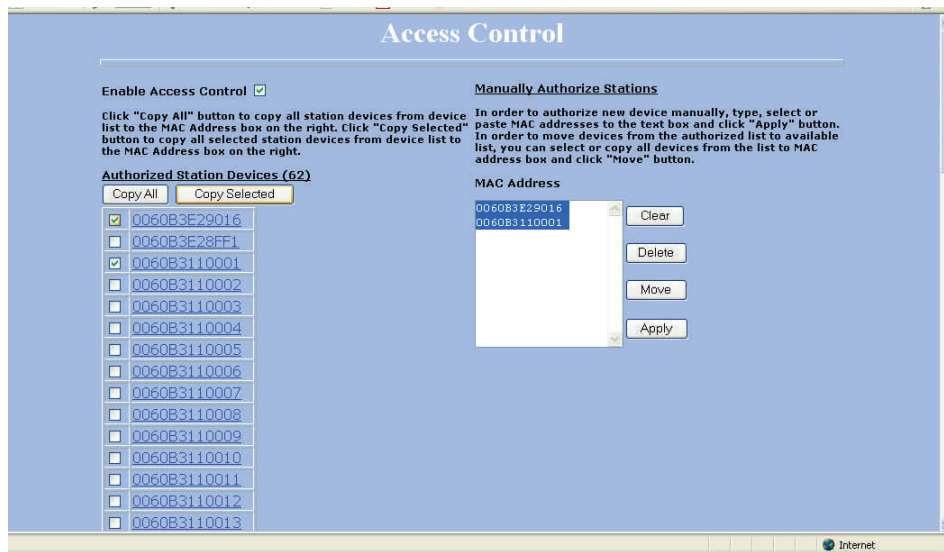 Access Control
Enable Access Control
Click "Copy All" button to copy all station devices from device
list to the MAC Address box on the right. Click "Copy Selected"
button to copy all selected station devices from device list to
the MAC Address box on the right.
Authorized Station Devices (62)
Copy All Copy Selected
0060B3E29016
0060B3E28FF1
0060B3110001
0060B3110002
0060B3110003
0060B3110004
0060B3110005
0060B3110006
0060B3110007
0060B3110008
0060B3110009
0060B3110010
0060B3110011
0060B3110012
0060B3110013
Manually Authorize Stations
In order to authorize new device manually, type, select or
paste MAC addresses to the text box and click "Apply" button.
In order to move devices from the authorized list to available
list, you can select or copy all devices from the list to MAC
address box and click "Move" button.
MAC Address
0060B3E29016
0060B3110001
Clear
Delete
Move
Apply
Internet